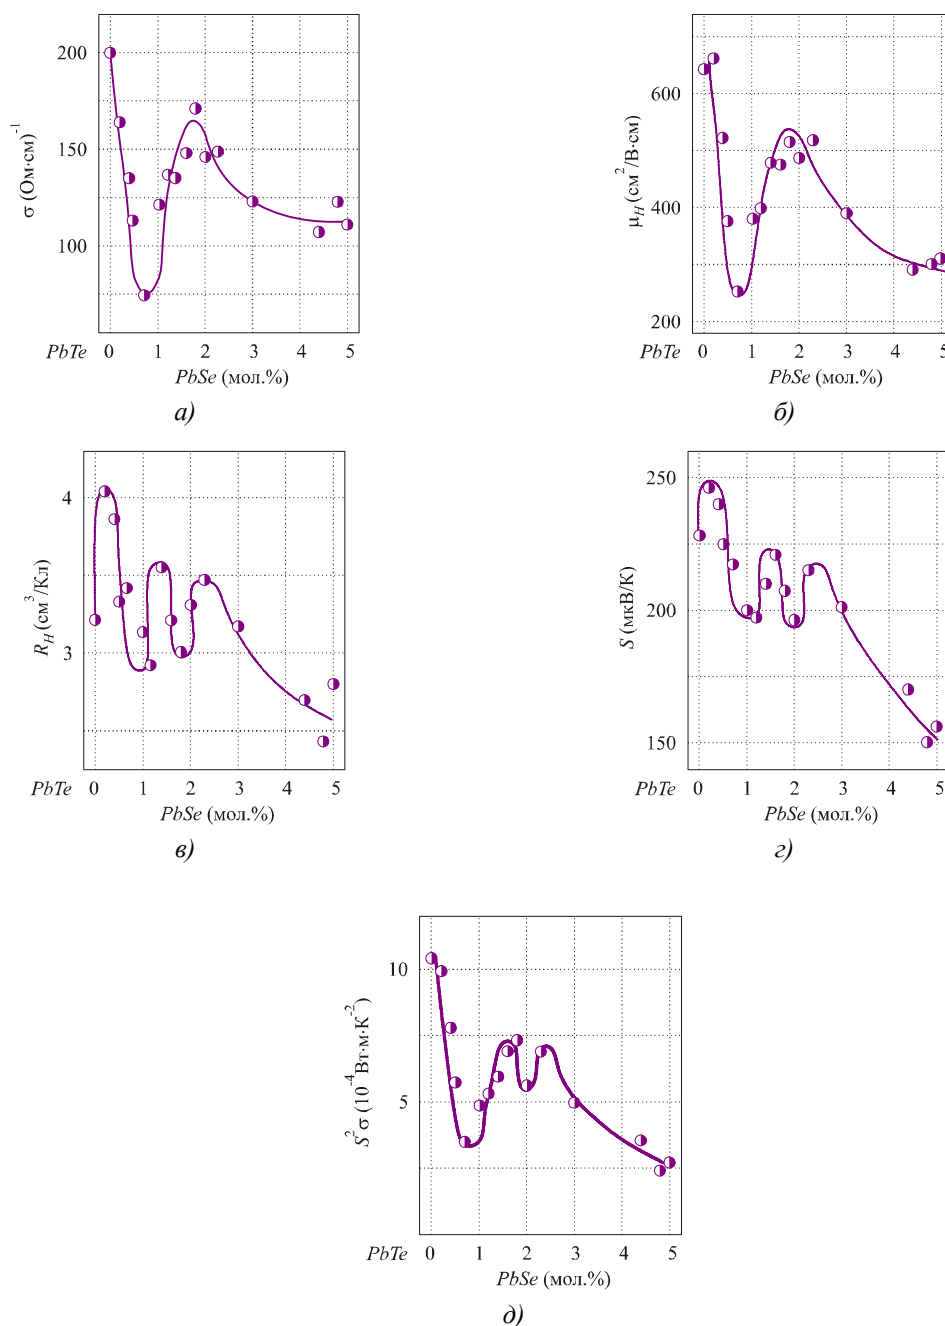 σ (Ом·см)⁻¹
200
150
100
PbTe 0 1 2 3 4 5
PbSe (мол.%)
а)
μH (см²/В·см)
600
400
200
PbTe 0 1 2 3 4 5
PbSe (мол.%)
б)
RH (см³/Кл)
4
3
PbTe 0 1 2 3 4 5
PbSe (мол.%)
в)
S (мкВ/К)
250
200
150
PbTe 0 1 2 3 4 5
PbSe (мол.%)
г)
S²σ (10⁻⁴Вт·м·К⁻²)
10
5
PbTe 0 1 2 3 4 5
PbSe (мол.%)
д)